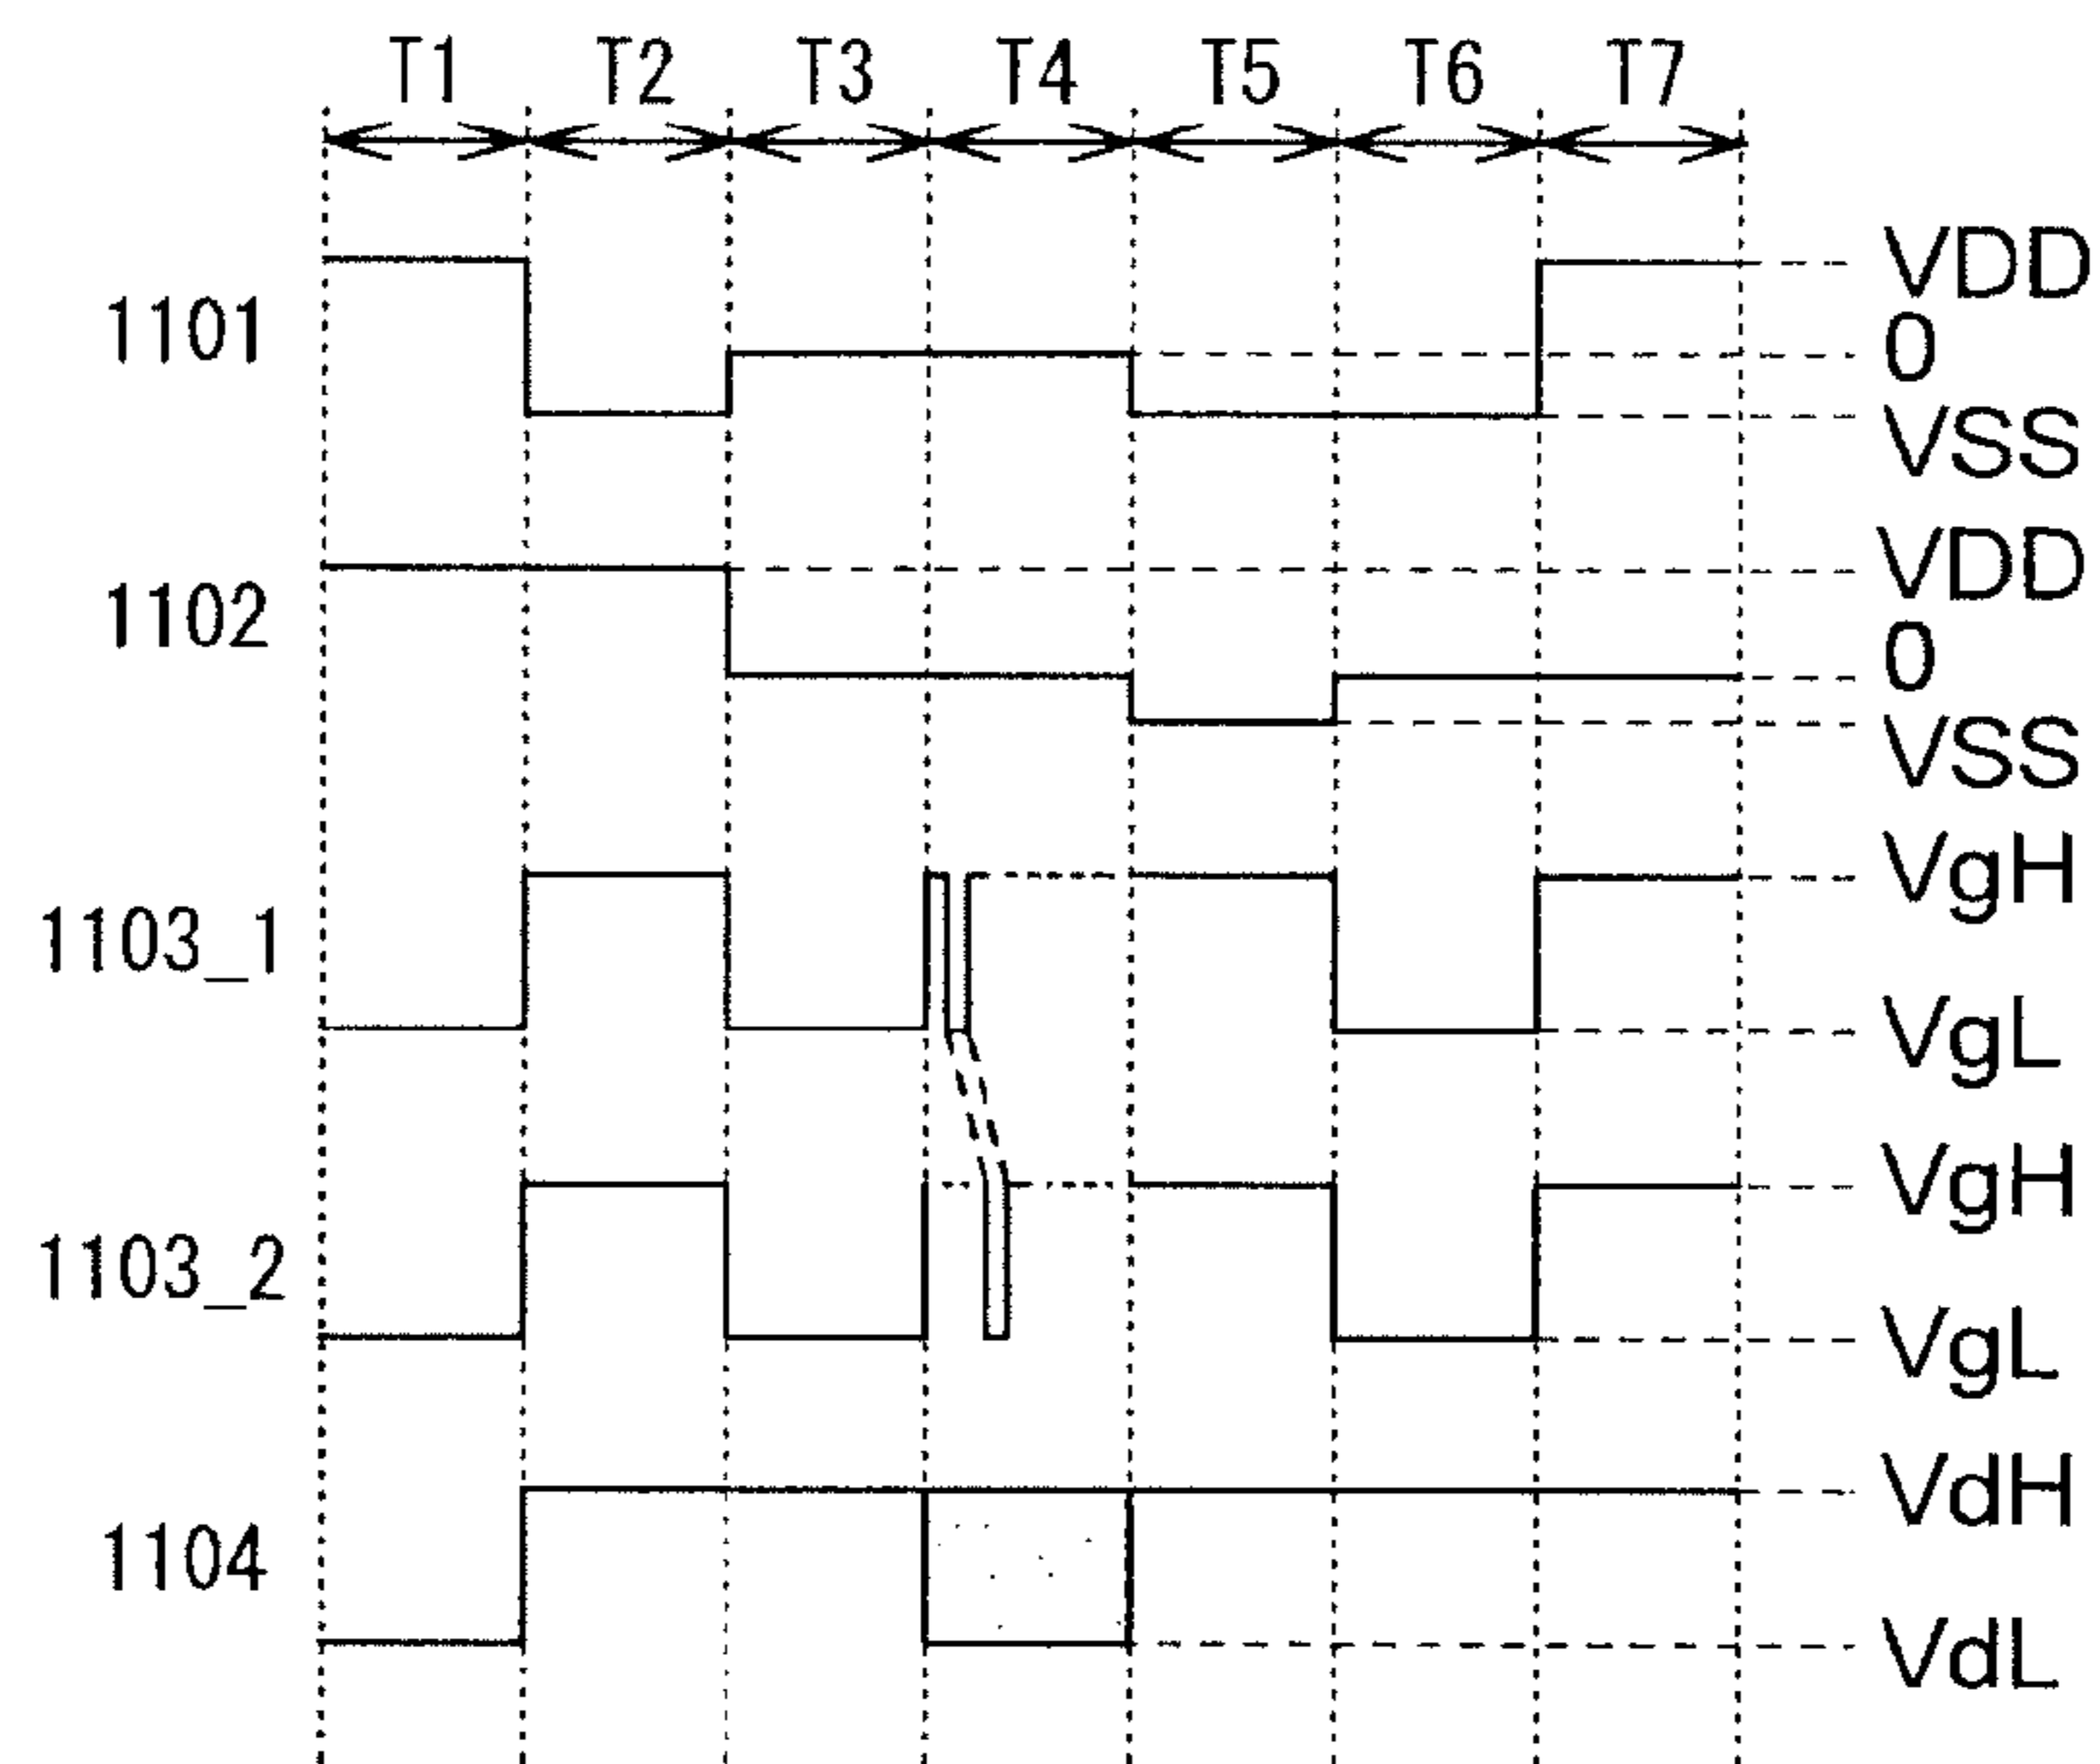 T1 T2 T3 T4 T5 T6 T7
1101
VDD
0
VSS
1102
VDD
0
VSS
1103_1
VgH
VgL
1103_2
VgH
VgL
1104
VdH
VdL